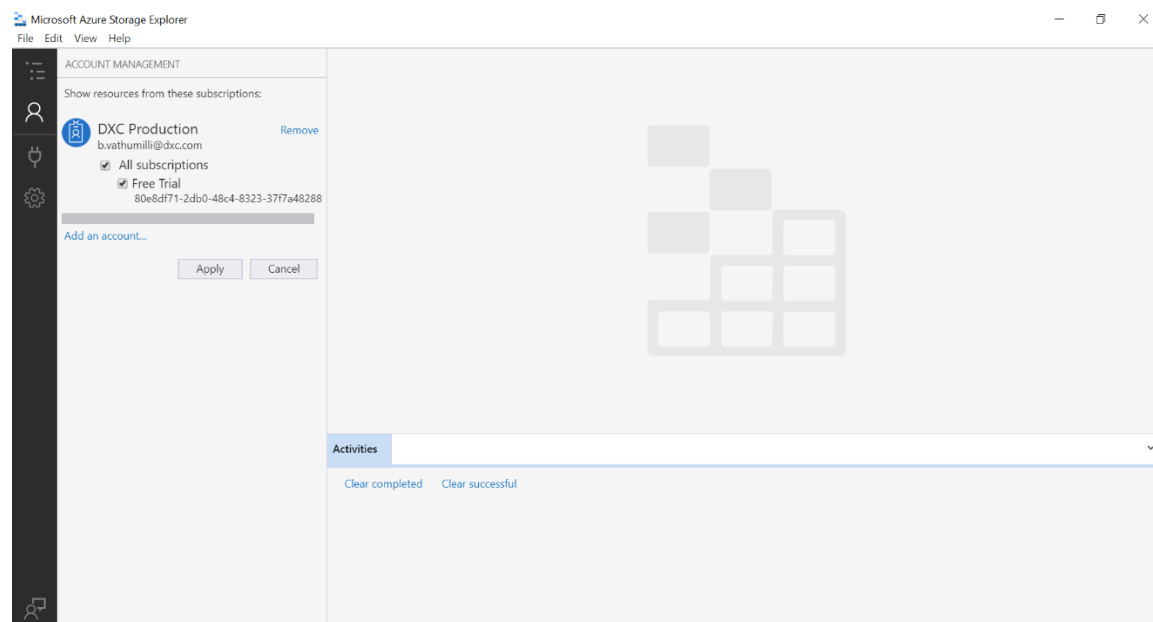 Microsoft Azure Storage Explorer
File Edit View Help
ACCOUNT MANAGEMENT
Show resources from these subscriptions:
DXC Production Remove
b.vathumilli@dxc.com
All subscriptions
Free Trial
80e8df71-2db0-48c4-8323-37f7a48288
Add an account...
Apply Cancel
Activities
Clear completed Clear successful